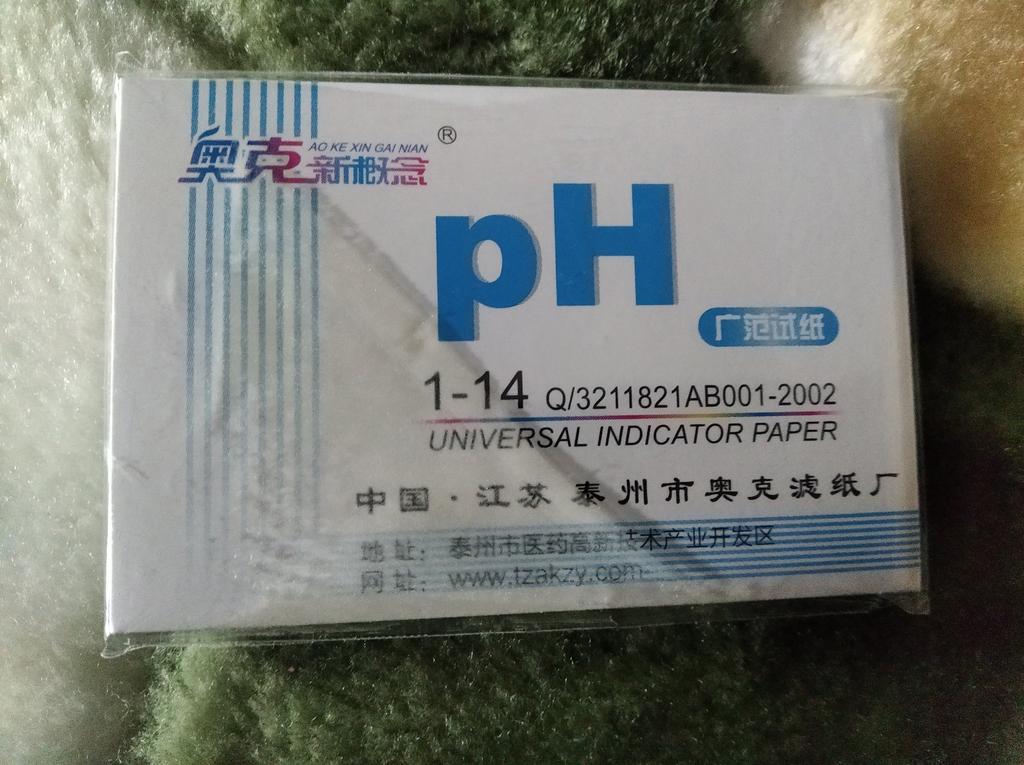 奥克 AO KE XIN GAI NIAN ®
新概念
pH
广范试纸
1-14 Q/3211821AB001-2002
UNIVERSAL INDICATOR PAPER
中国·江苏 泰州市奥克滤纸厂
地址: 泰州市医药高新技术产业开发区
网址: www.tzakzy.com